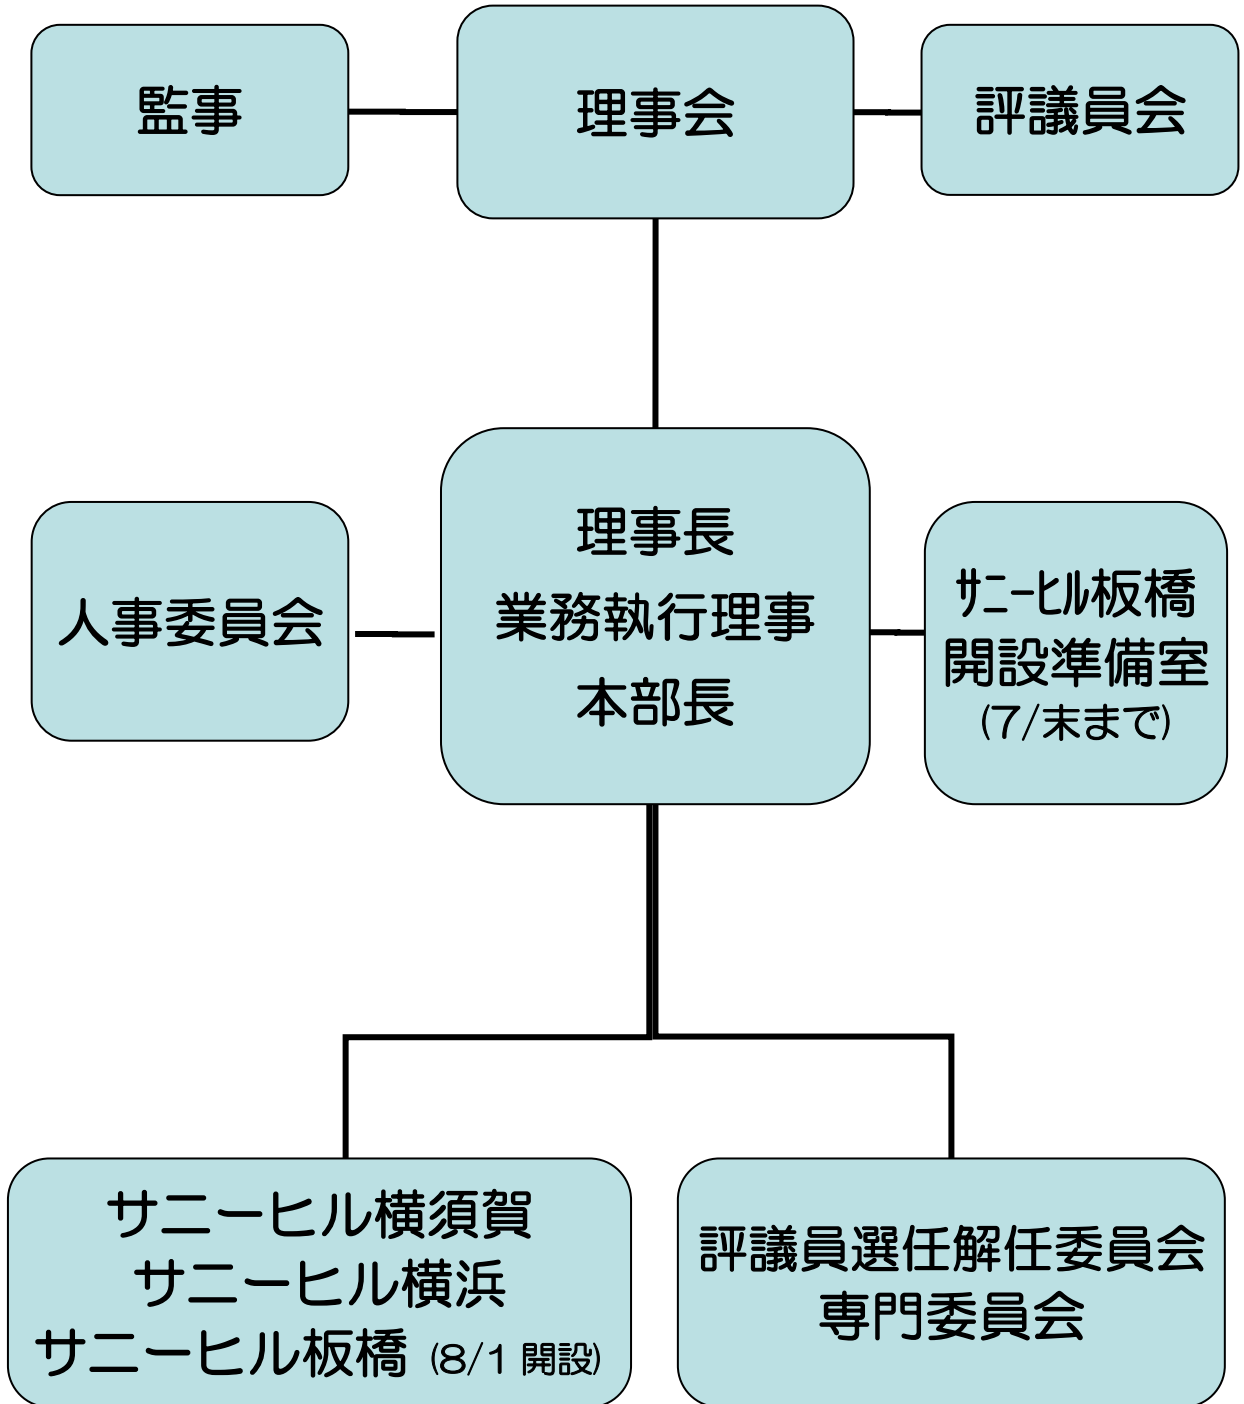 監事
理事会
評議員会
人事委員会
理事長
業務執行理事
本部長
ｻﾆｰﾋﾙ板橋
開設準備室
(7/末まで)
サニーヒル横須賀
サニーヒル横浜
サニーヒル板橋 (8/1 開設)
評議員選任解任委員会
専門委員会